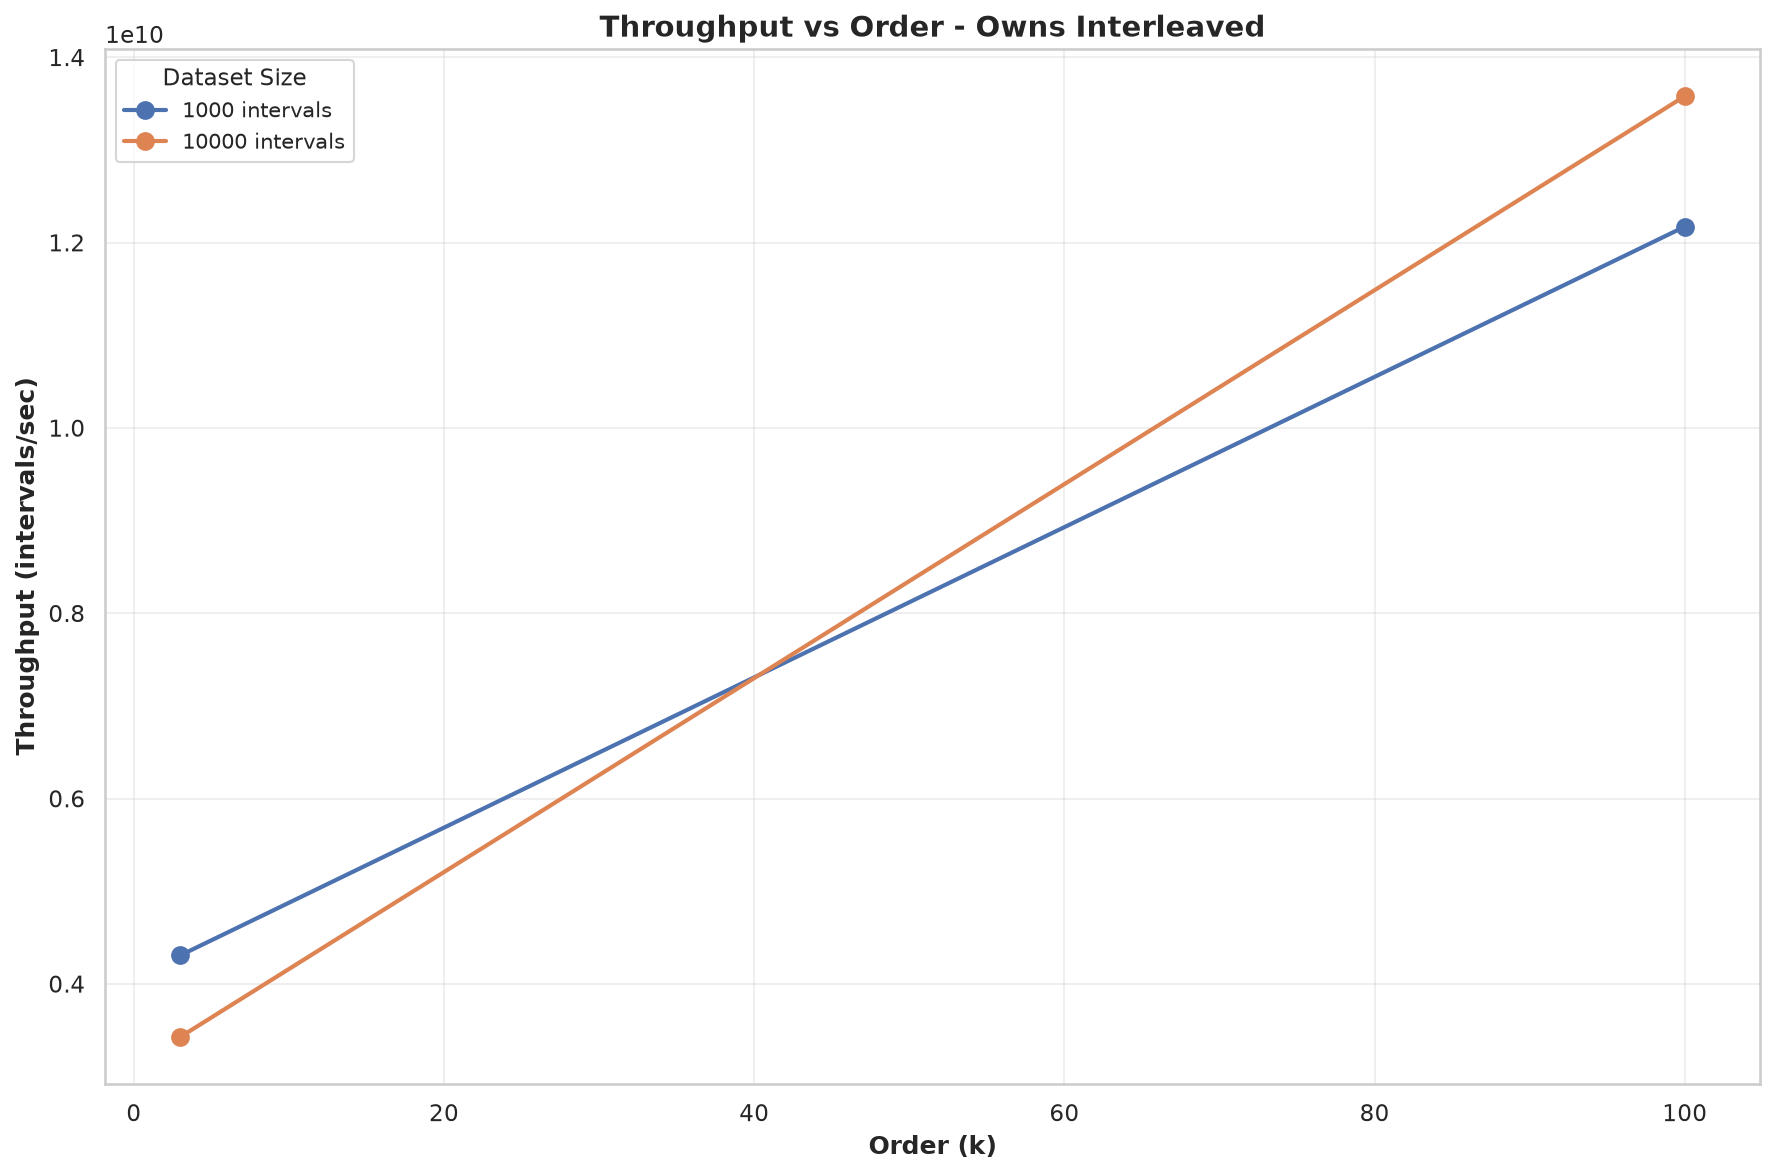 Throughput vs Order - Owns Interleaved
1e10
1.4
1.2
1.0
0.8
0.6
0.4
Throughput (intervals/sec)
Dataset Size
1000 intervals
10000 intervals
0 20 40 60 80 100
Order (k)